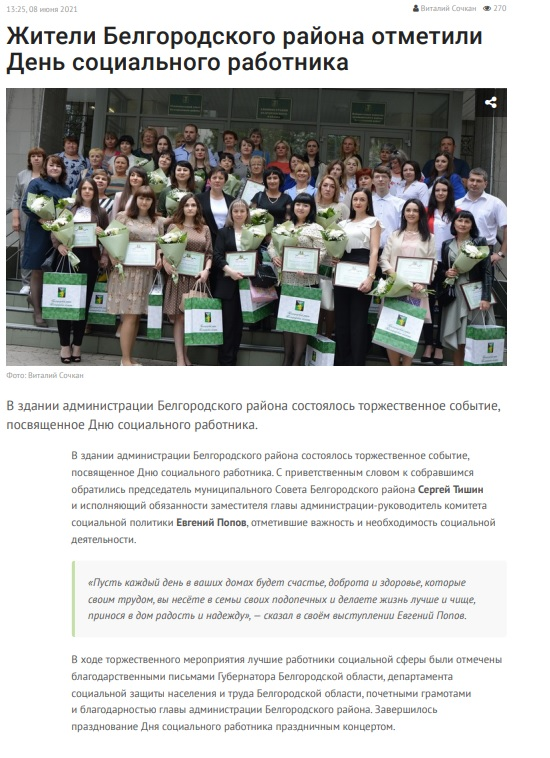 13:25, 08 июня 2021
Виталий Сочкан 270
Жители Белгородского района отметили
День социального работника
Фото: Виталий Сочкан
В здании администрации Белгородского района состоялось торжественное событие,
посвященное Дню социального работника.
В здании администрации Белгородского района состоялось торжественное событие,
посвященное Дню социального работника. С приветственным словом к собравшимся
обратились председатель муниципального Совета Белгородского района Сергей Тишин
и исполняющий обязанности заместителя главы администрации-руководитель комитета
социальной политики Евгений Попов, отметившие важность и необходимость социальной
деятельности.
«Пусть каждый день в ваших домах будет счастье, доброта и здоровье, которые
своим трудом, вы несёте в семьи своих подопечных и делаете жизнь лучше и чище,
принося в дом радость и надежду», — сказал в своём выступлении Евгений Попов.
В ходе торжественного мероприятия лучшие работники социальной сферы были отмечены
благодарственными письмами Губернатора Белгородской области, департамента
социальной защиты населения и труда Белгородской области, почетными грамотами
и благодарностью главы администрации Белгородского района. Завершилось
празднование Дня социального работника праздничным концертом.